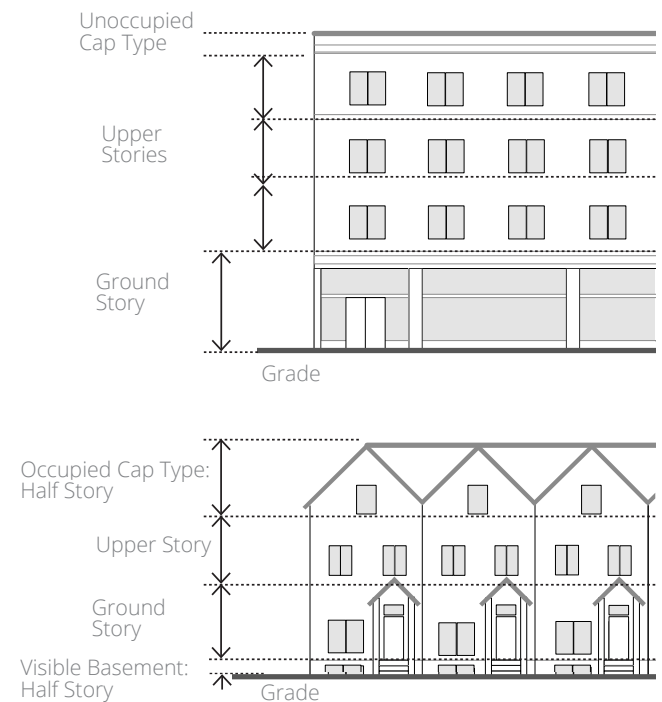 Unoccupied
Cap Type
Upper
Stories
Ground
Story
Grade
Occupied Cap Type:
Half Story
Upper Story
Ground
Story
Visible Basement:
Half Story
Grade